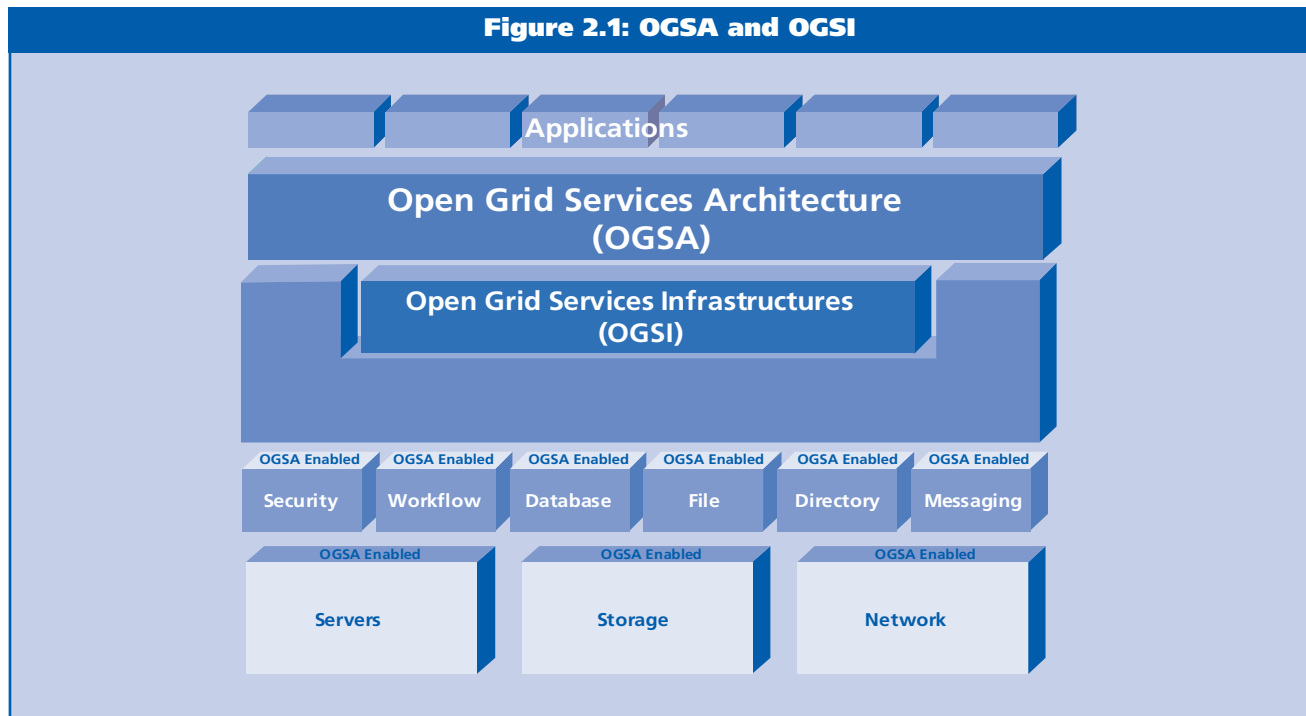 Figure 2.1: OGSA and OGSI
Applications
Open Grid Services Architecture
(OGSA)
Open Grid Services Infrastructures
(OGSI)
OGSA Enabled OGSA Enabled OGSA Enabled OGSA Enabled OGSA Enabled OGSA Enabled
Security Workflow Database File Directory Messaging
OGSA Enabled OGSA Enabled OGSA Enabled
Servers Storage Network